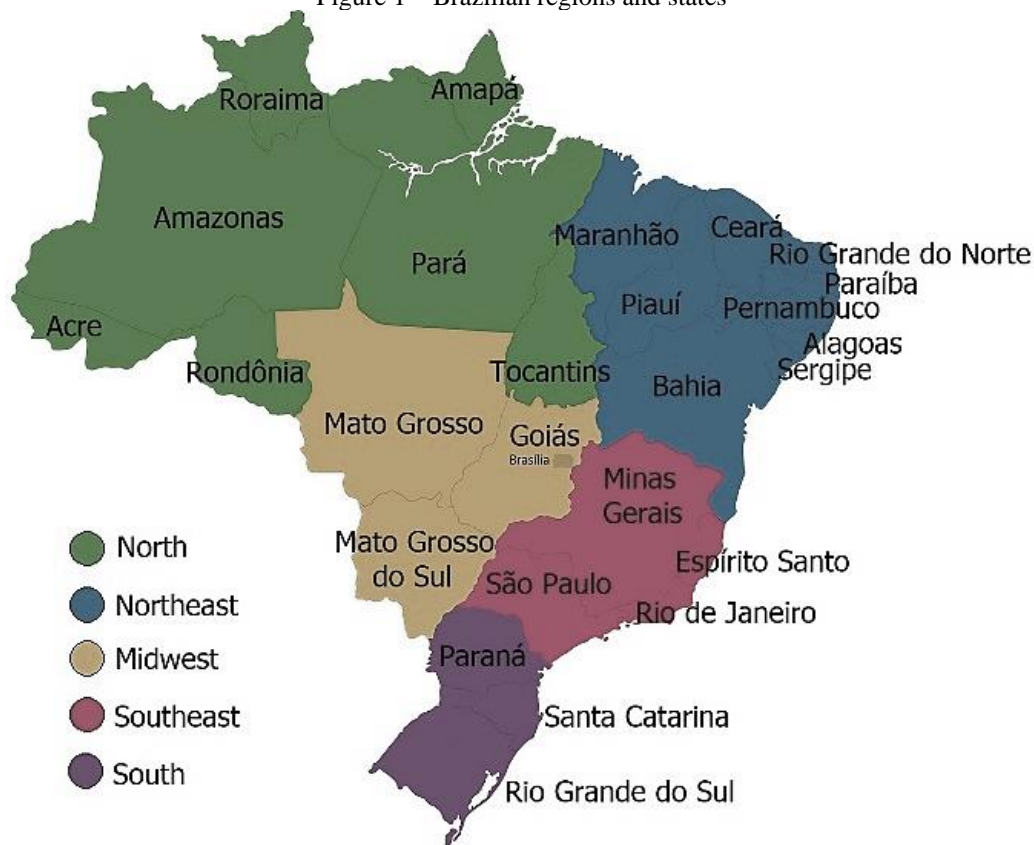 Figure 1 – Brazilian regions and states
Roraima
Amapá
Amazonas
Pará
Maranhão
Ceará
Rio Grande do Norte
Paraíba
Piauí
Pernambuco
Acre
Rondônia
Tocantins
Alagoas
Sergipe
Bahia
Mato Grosso
Goiás
Brasília
Minas
Gerais
Mato Grosso
do Sul
São Paulo
Espírito Santo
Rio de Janeiro
Paraná
Santa Catarina
Rio Grande do Sul
North
Northeast
Midwest
Southeast
South